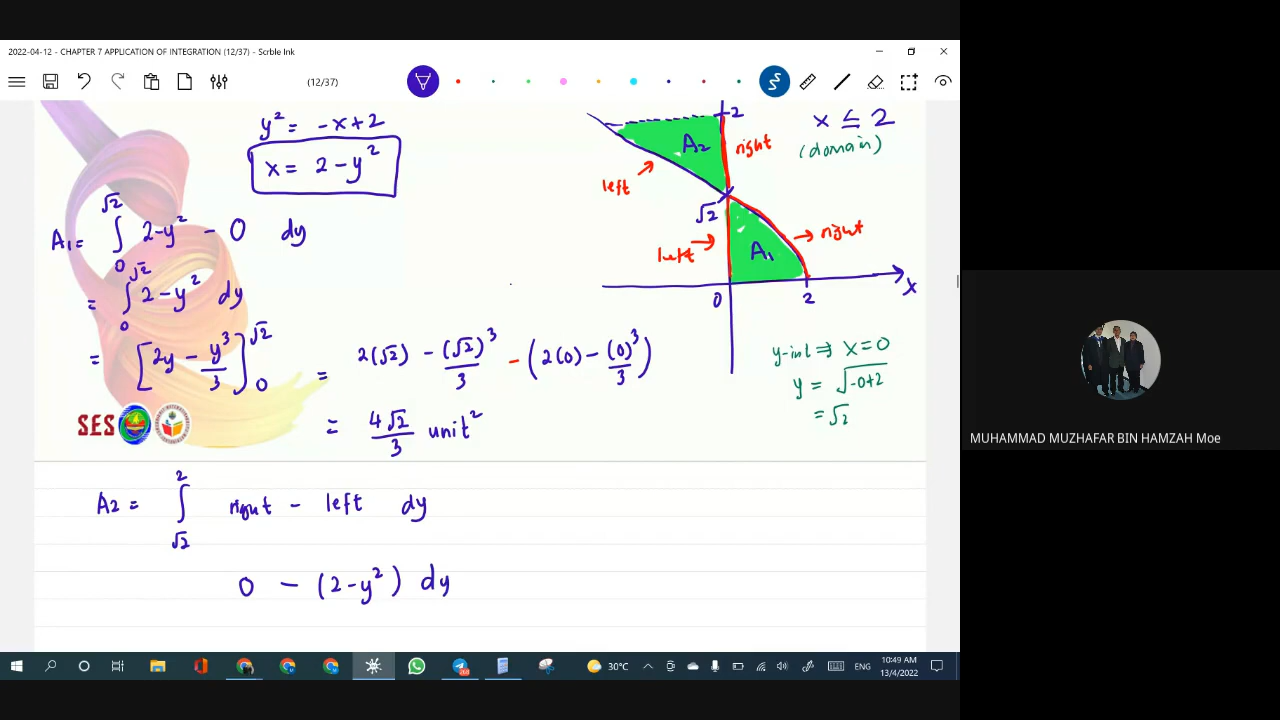 2022-04-12 - CHAPTER 7 APPLICATION OF INTEGRATION (12/37) - Scrble Ink
(12/37)
y² = -x+2
x = 2-y²
A₁= ∫₀^√2 2-y² - 0 dy
= ∫₀^√2 2-y² dy
= [2y - y³/3]₀^√2 = 2(√2) - (√2)³/3 - (2(0) - (0)³/3)
= 4√2/3 unit²
2
x ≤ 2
(domain)
A₂
right
left
√2
left
A₁
right
0
2
x
y-int ⇒ x=0
y = √-0+2
= √2
SES
A2 = ∫√2^2 right - left dy
0 - (2-y²) dy
MUHAMMAD MUZHAFAR BIN HAMZAH Moe
30°C
ENG
10:49 AM
13/4/2022